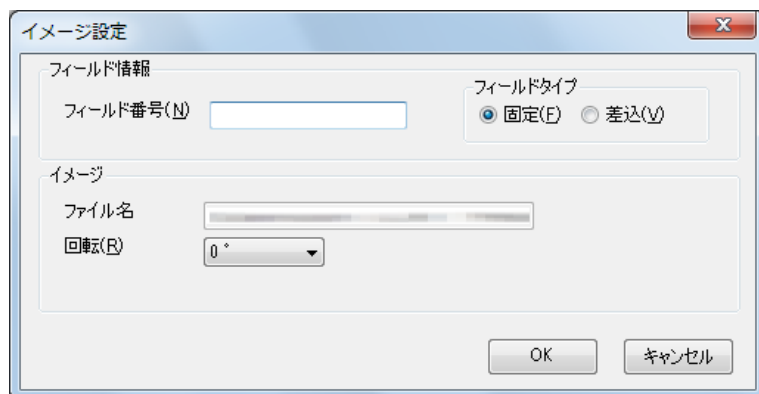 イメージ設定
フィールド情報
フィールド番号(N)
フィールドタイプ
固定(F) 差込(V)
イメージ
ファイル名
回転(R) 0 °
OK キャンセル